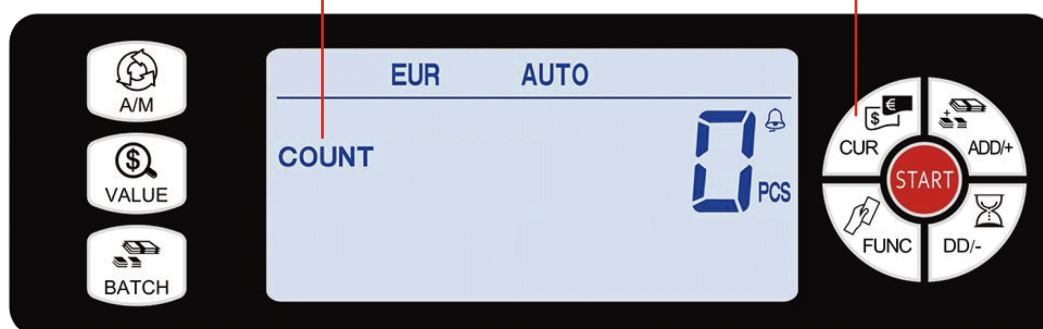 A/M
VALUE
BATCH
EUR AUTO
COUNT
0 PCS
CUR
ADD/+
START
FUNC
DD/-